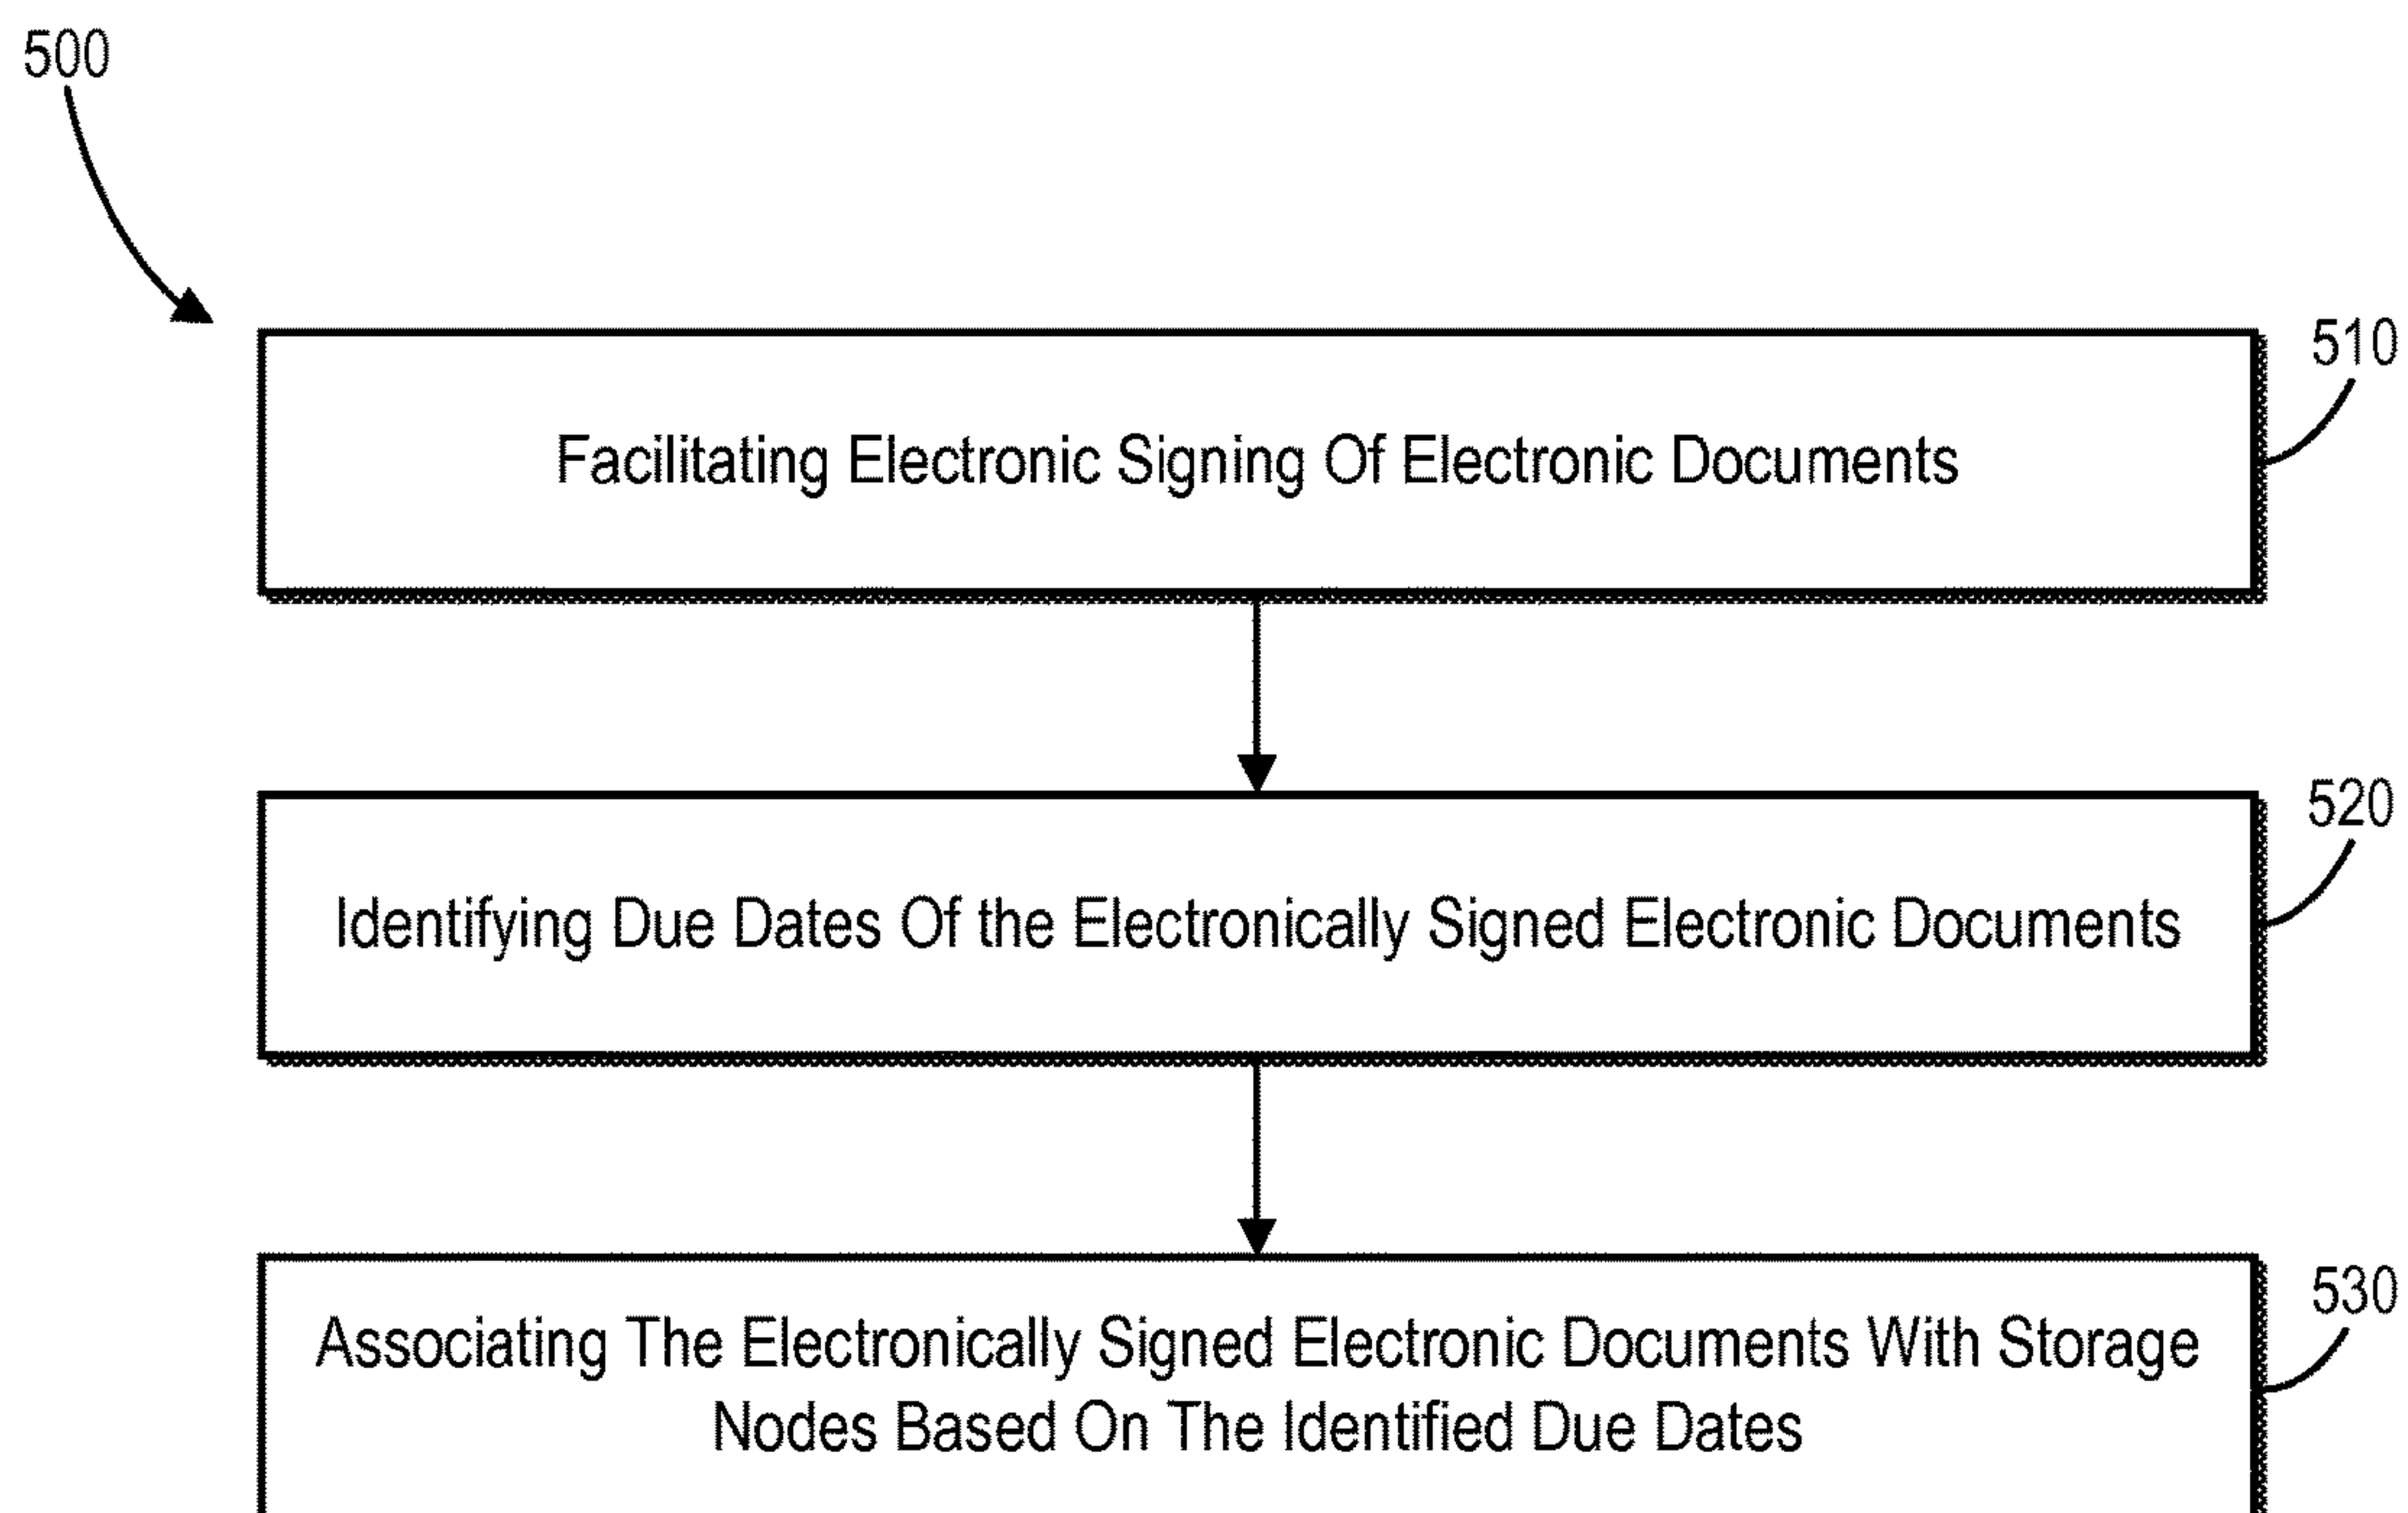 500
510
Facilitating Electronic Signing Of Electronic Documents
520
Identifying Due Dates Of the Electronically Signed Electronic Documents
530
Associating The Electronically Signed Electronic Documents With Storage
Nodes Based On The Identified Due Dates